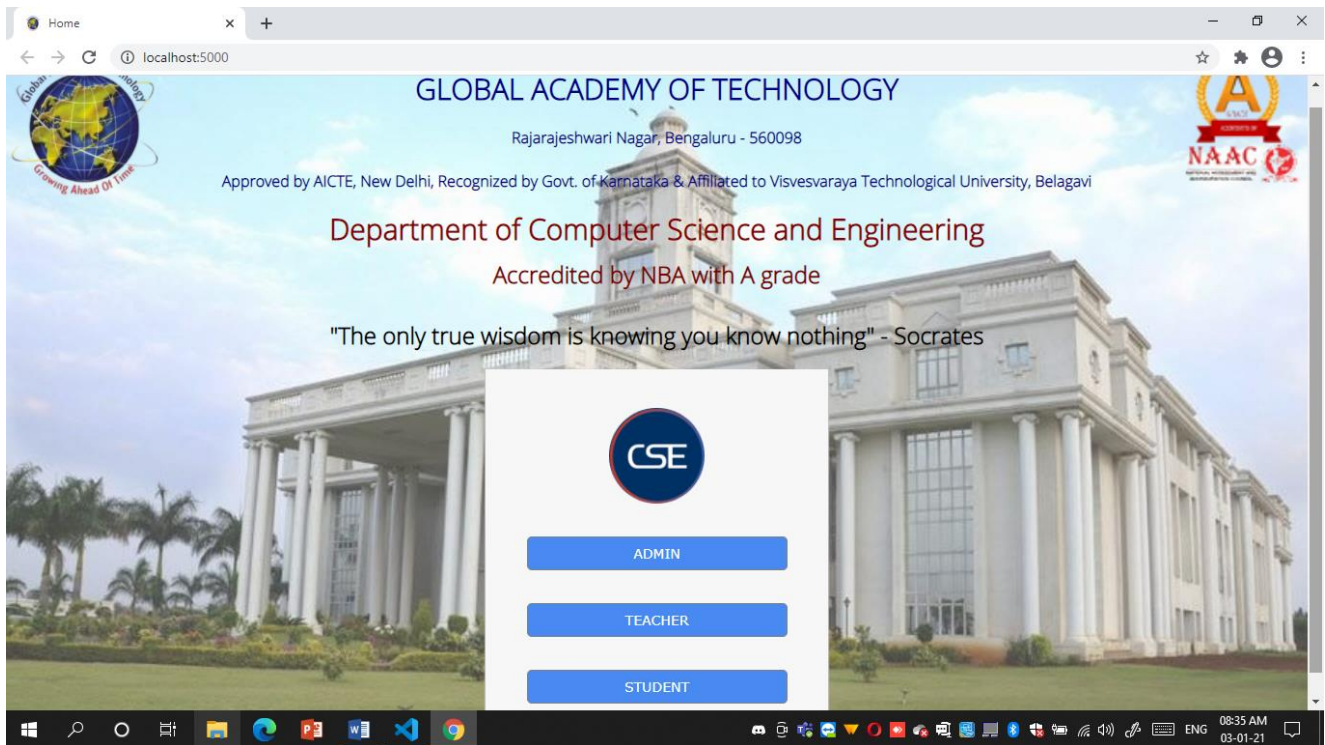 Home
localhost:5000
Global Technology
Growing Ahead Of Time
GLOBAL ACADEMY OF TECHNOLOGY
Rajarajeshwari Nagar, Bengaluru - 560098
Approved by AICTE, New Delhi, Recognized by Govt. of Karnataka & Affiliated to Visvesvaraya Technological University, Belagavi
A
NAAC
Department of Computer Science and Engineering
Accredited by NBA with A grade
"The only true wisdom is knowing you know nothing" - Socrates
CSE
ADMIN
TEACHER
STUDENT
ENG
08:35 AM
03-01-21